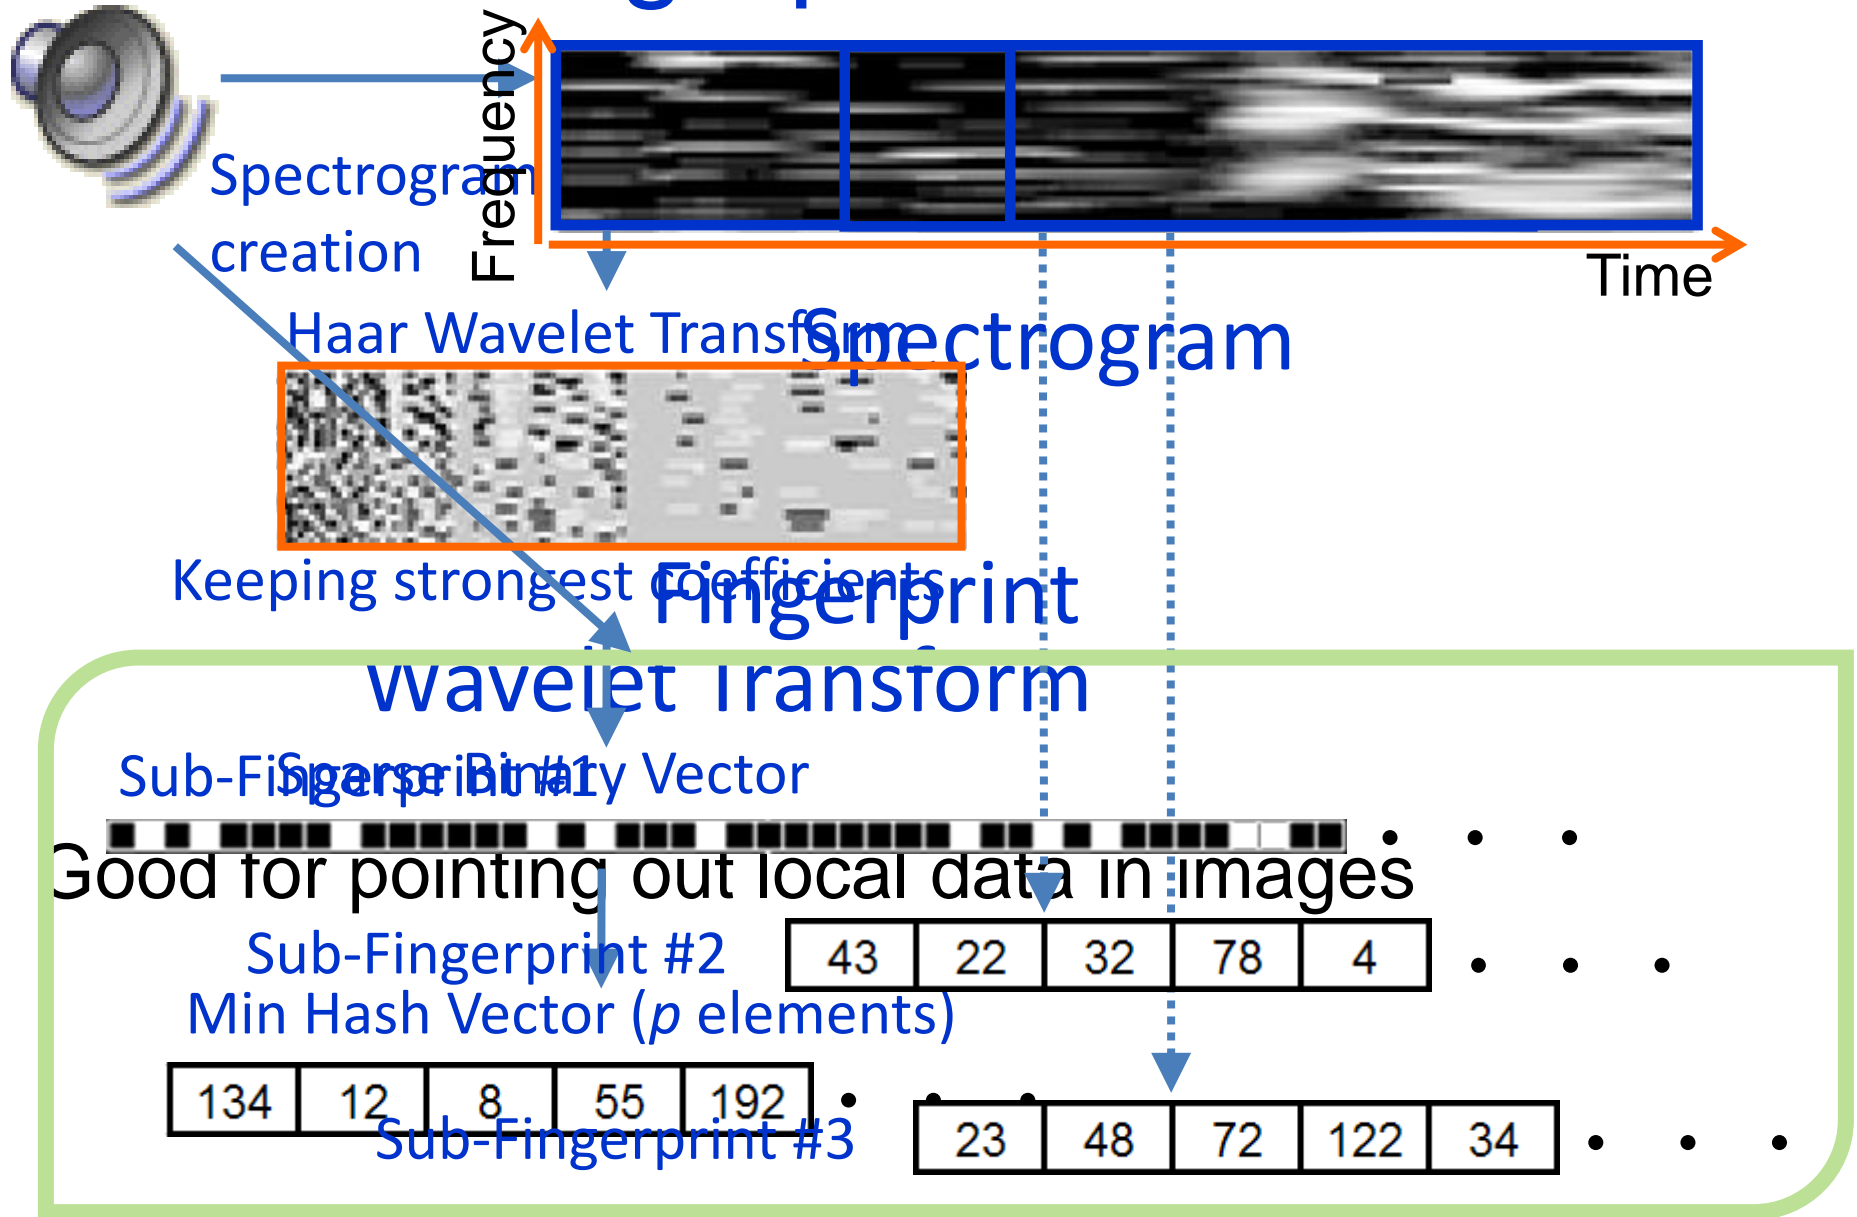 Frequency
Spectrogram
creation
Time
Haar Wavelet Transform
Spectrogram
Keeping strongest coefficients
Fingerprint
Wavelet Transform
Sub-Fingerprint #1
Sparse Binary Vector
Good for pointing out local data in images
Sub-Fingerprint #2
43 22 32 78 4
Min Hash Vector (p elements)
134 12 8 55 192
Sub-Fingerprint #3
23 48 72 122 34